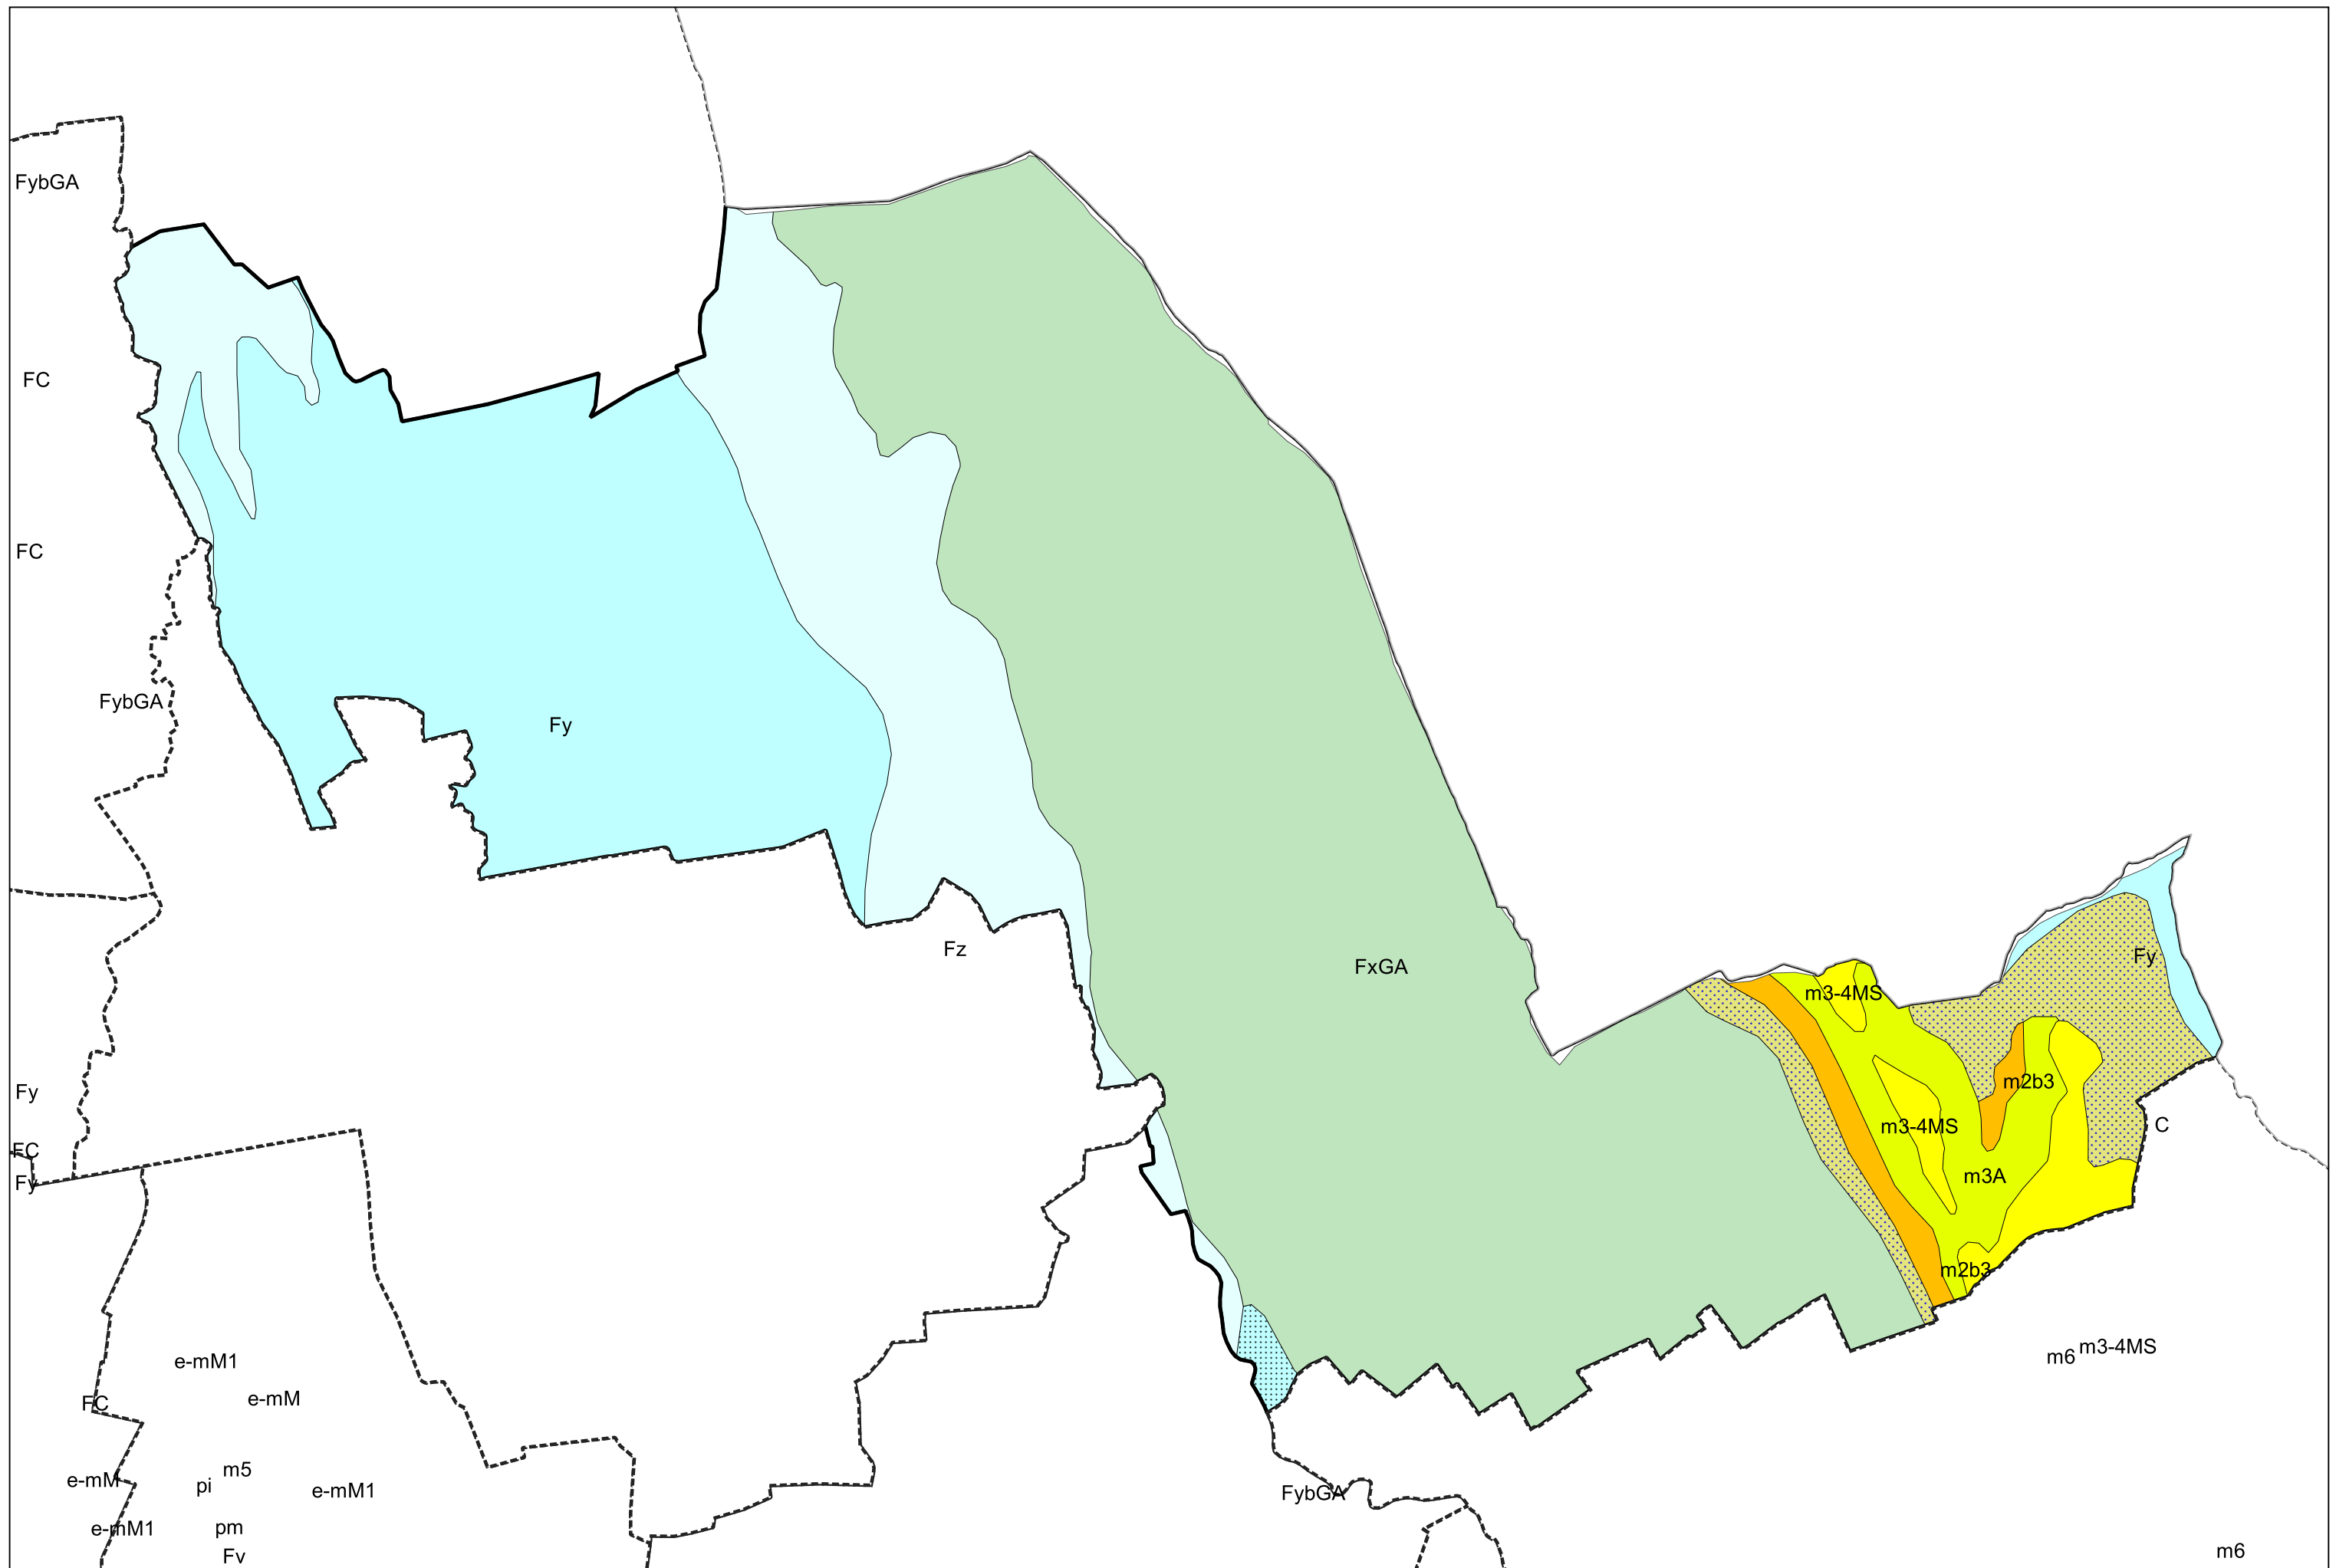 FybGA
FC
FC
FybGA
Fy
Fz
Fy
FxGA
m3-4MS
m2b3
Fy
C
FC
m3-4MS
Fy
m3A
m2b3
m6
m3-4MS
e-mM1
e-mM
FC
m5
e-mM
pi
e-mM1
FybGA
e-mM1
pm
Fv
m6